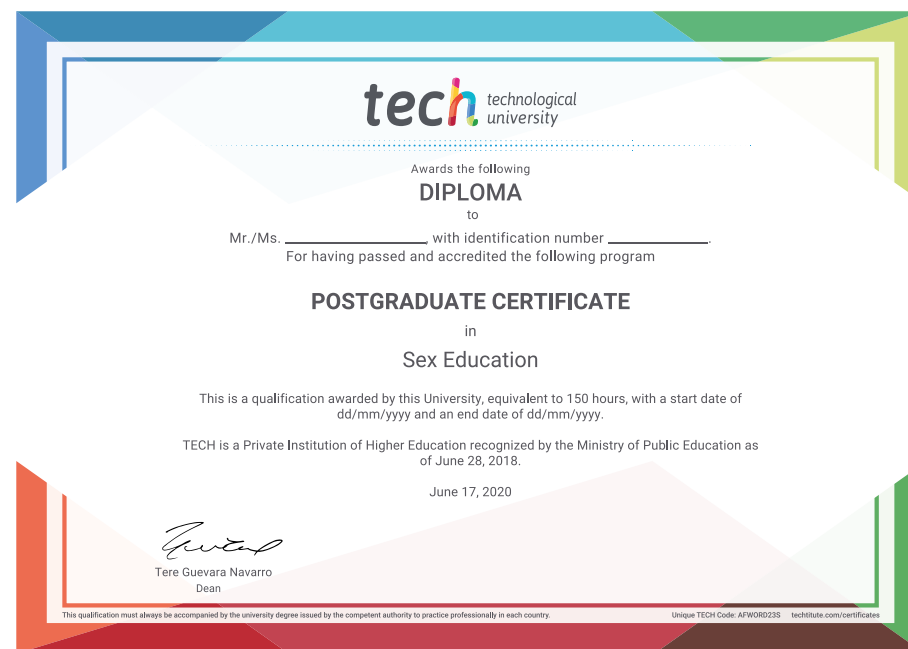 tech technological
university
Awards the following
DIPLOMA
to
Mr./Ms. ____________, with identification number ____________.
For having passed and accredited the following program
POSTGRADUATE CERTIFICATE
in
Sex Education
This is a qualification awarded by this University, equivalent to 150 hours, with a start date of
dd/mm/yyyy and an end date of dd/mm/yyyy.
TECH is a Private Institution of Higher Education recognized by the Ministry of Public Education as
of June 28, 2018.
June 17, 2020
Tere Guevara Navarro
Dean
This qualification must always be accompanied by the university degree issued by the competent authority to practice professionally in each country. Unique TECH Code: AFWORD23S techtitute.com/certificates